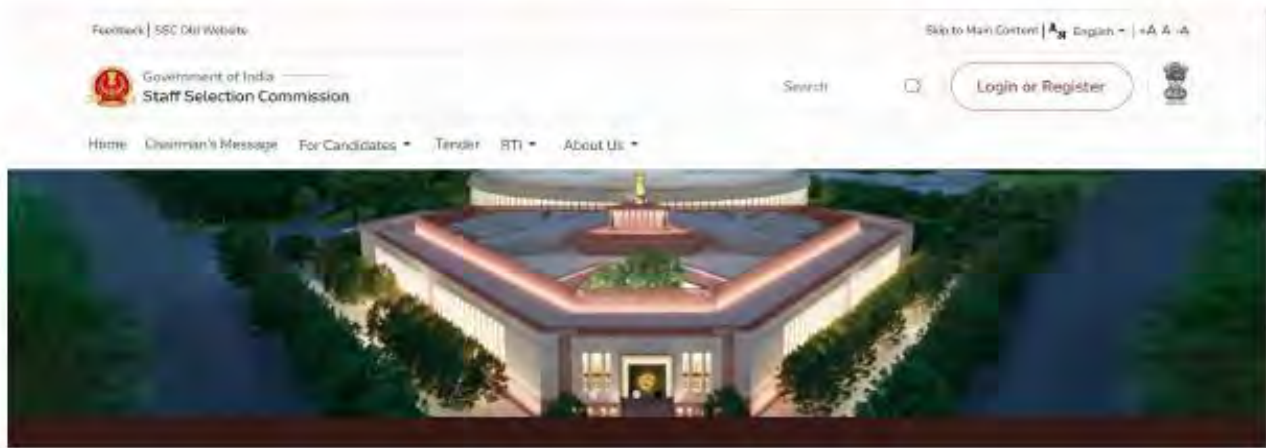 Feedback | SSC Old Website
Skip to Main Content | A English | +A A -A
Government of India
Staff Selection Commission
Search
Login or Register
Home Chairman's Message For Candidates Tender RTI About Us